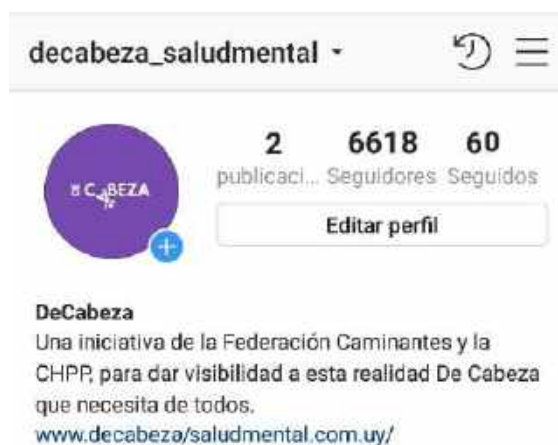 decabeza_saludmental
2 6618 60
publicaci... Seguidores Seguidos
CABEZA
Editar perfil
DeCabeza
Una iniciativa de la Federación Caminantes y la
CHPP, para dar visibilidad a esta realidad De Cabeza
que necesita de todos.
www.decabeza/saludmental.com.uy/